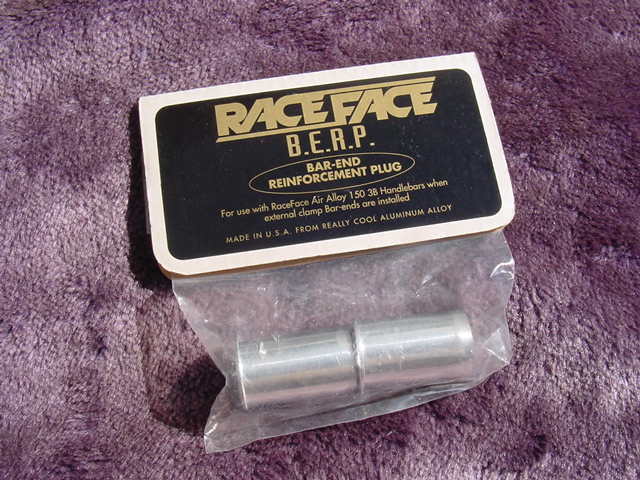 RACEFACE
B.E.R.P.
BAR-END
REINFORCEMENT PLUG
For use with RaceFace Air Alloy 150 3B Handlebars when
external clamp Bar-ends are installed
MADE IN U.S.A. FROM REALLY COOL ALUMINUM ALLOY